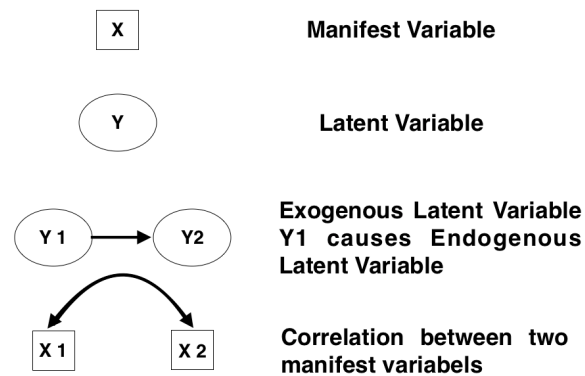 X
Manifest Variable
Y
Latent Variable
Y 1
Y2
Exogenous Latent Variable
Y1 causes Endogenous
Latent Variable
X 1
X 2
Correlation between two
manifest variabels